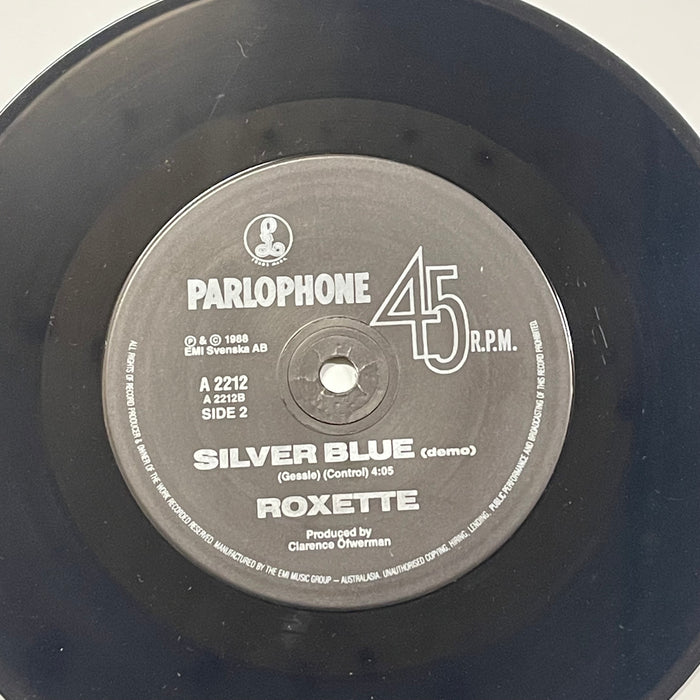 TRADE MARK
PARLOPHONE
45 R.P.M.
℗ & © 1988
EMI Svenska AB
A 2212
A 2212B
SIDE 2
SILVER BLUE (demo)
(Gessle) (Control) 4:05
ROXETTE
Produced by
Clarence Öfwerman
ALL RIGHTS OF RECORD PRODUCER & OWNER OF THE WORK RECORDED RESERVED. MANUFACTURED BY THE EMI MUSIC GROUP – AUSTRALASIA. UNAUTHORISED COPYING, HIRING, LENDING, PUBLIC PERFORMANCE AND BROADCASTING OF THIS RECORD PROHIBITED.